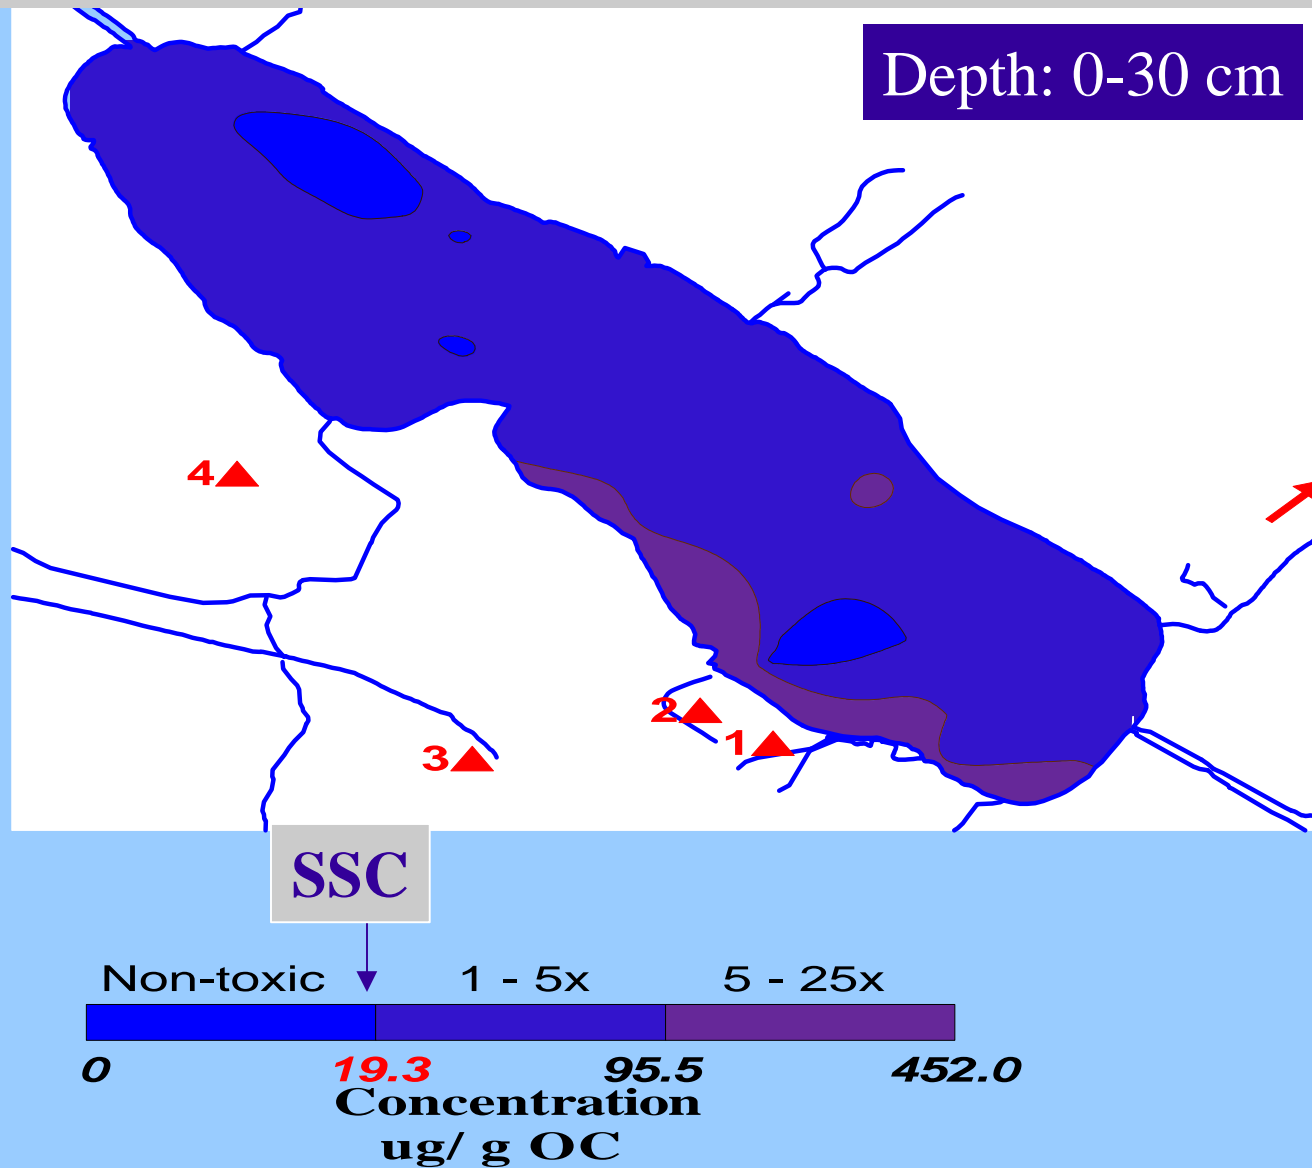 Depth: 0-30 cm
4
2
1
3
SSC
Non-toxic 1 - 5x 5 - 25x
0 19.3 95.5 452.0
Concentration
ug/ g OC